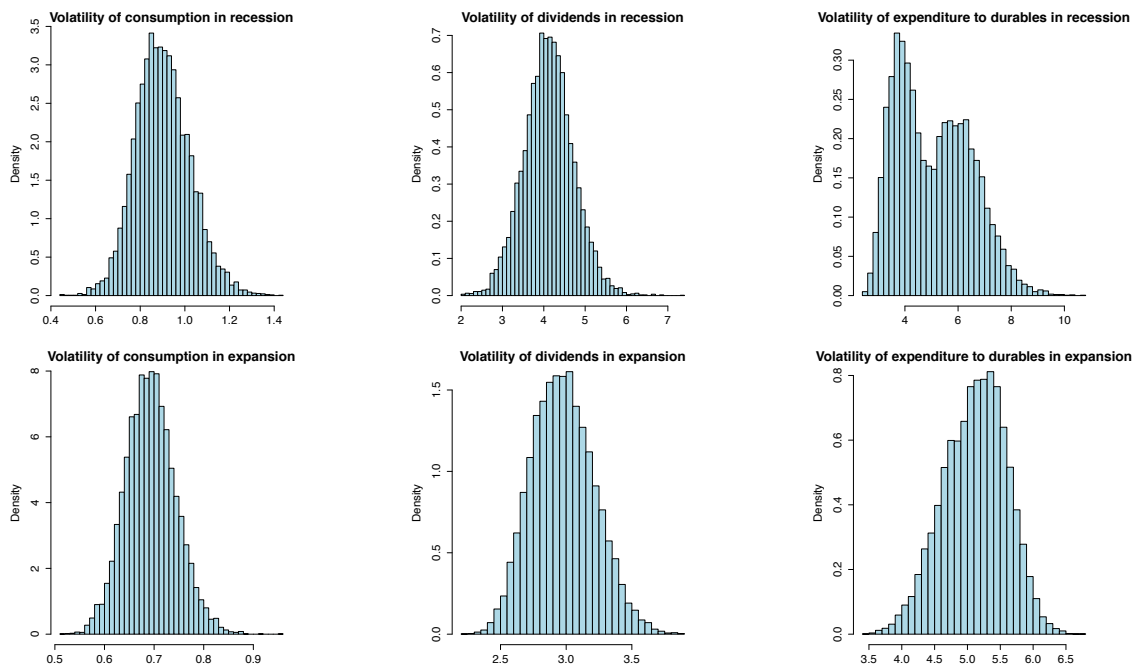 Volatility of consumption in recession
Density
0.0 0.5 1.0 1.5 2.0 2.5 3.0 3.5
0.4 0.6 0.8 1.0 1.2 1.4
Volatility of dividends in recession
Density
0.0 0.1 0.2 0.3 0.4 0.5 0.6 0.7
2 3 4 5 6 7
Volatility of expenditure to durables in recession
Density
0.00 0.05 0.10 0.15 0.20 0.25 0.30
4 6 8 10
Volatility of consumption in expansion
Density
0 2 4 6 8
0.5 0.6 0.7 0.8 0.9
Volatility of dividends in expansion
Density
0.0 0.5 1.0 1.5
2.5 3.0 3.5
Volatility of expenditure to durables in expansion
Density
0.0 0.2 0.4 0.6 0.8
3.5 4.0 4.5 5.0 5.5 6.0 6.5